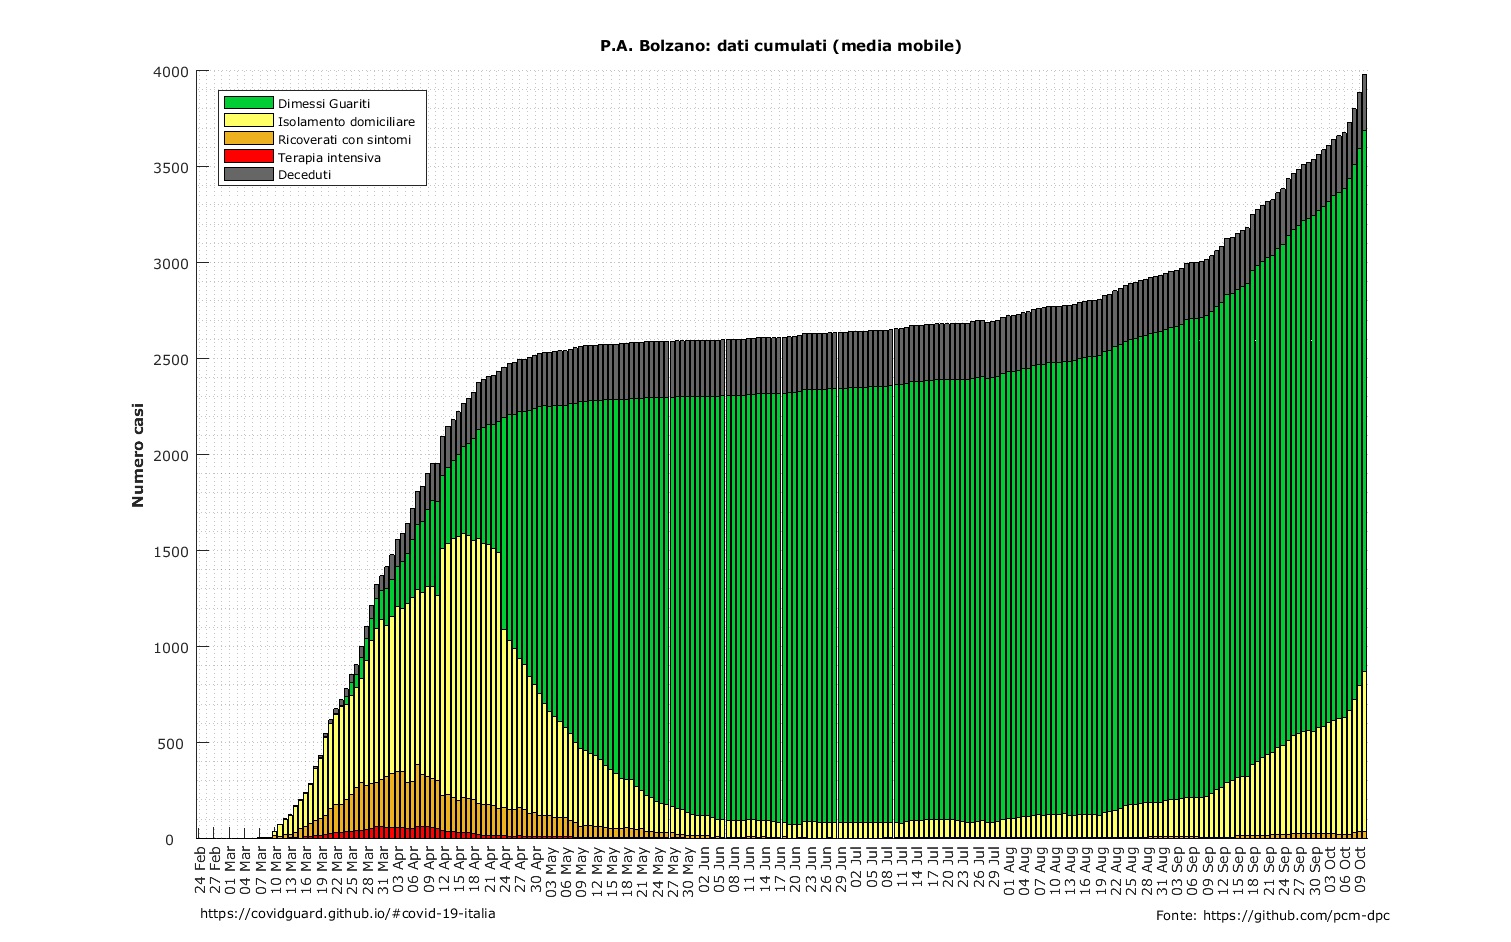 P.A. Bolzano: dati cumulati (media mobile)
Numero casi
4000
3500
3000
2500
2000
1500
1000
500
0
Dimessi Guariti
Isolamento domiciliare
Ricoverati con sintomi
Terapia intensiva
Deceduti
24 Feb
27 Feb
01 Mar
04 Mar
07 Mar
10 Mar
13 Mar
16 Mar
19 Mar
22 Mar
25 Mar
28 Mar
31 Mar
03 Apr
06 Apr
09 Apr
12 Apr
15 Apr
18 Apr
21 Apr
24 Apr
27 Apr
30 Apr
03 May
06 May
09 May
12 May
15 May
18 May
21 May
24 May
27 May
30 May
02 Jun
05 Jun
08 Jun
11 Jun
14 Jun
17 Jun
20 Jun
23 Jun
26 Jun
29 Jun
02 Jul
05 Jul
08 Jul
11 Jul
14 Jul
17 Jul
20 Jul
23 Jul
26 Jul
29 Jul
01 Aug
04 Aug
07 Aug
10 Aug
13 Aug
16 Aug
19 Aug
22 Aug
25 Aug
28 Aug
31 Aug
03 Sep
06 Sep
09 Sep
12 Sep
15 Sep
18 Sep
21 Sep
24 Sep
27 Sep
30 Sep
03 Oct
06 Oct
09 Oct
https://covidguard.github.io/#covid-19-italia
Fonte: https://github.com/pcm-dpc